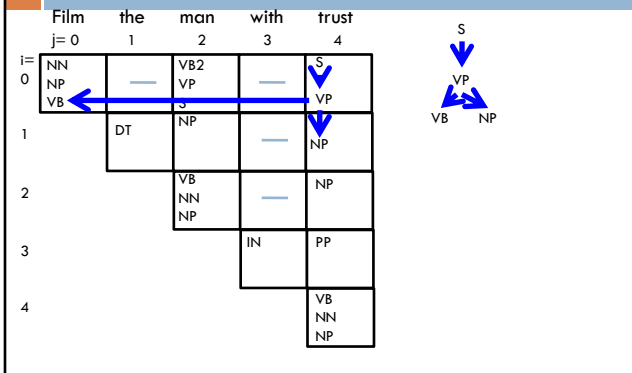 Film the man with trust
j= 0 1 2 3 4
i=
0
NN
NP
VB
VB2
VP
S
S
VP
1
DT
NP
NP
2
VB
NN
NP
NP
3
IN
PP
4
VB
NN
NP
S
VP
VB NP